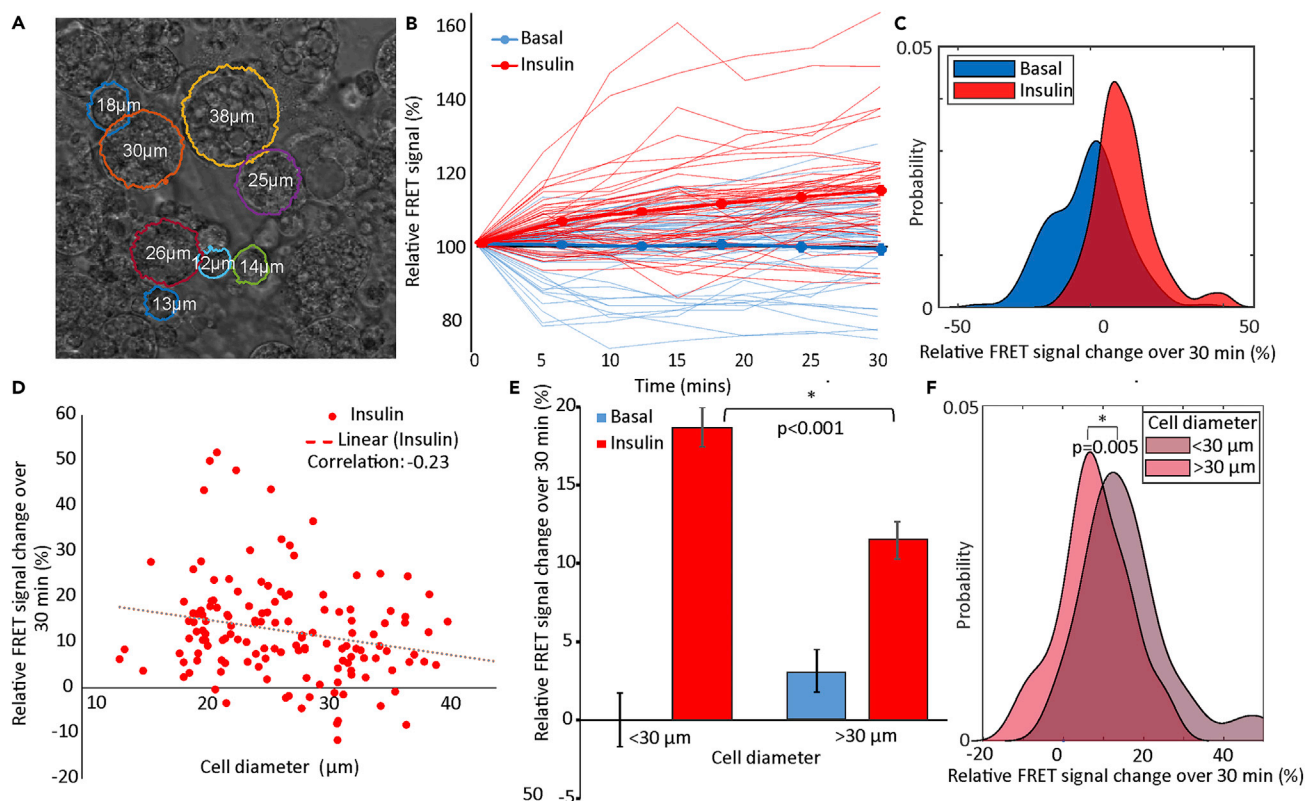 A
18µm
38µm
30µm
25µm
26µm
12µm
14µm
13µm
B
Relative FRET signal (%)
160
140
120
100
80
Basal
Insulin
0 5 10 15 20 25 30
Time (mins)
C
0.05
Probability
0
Basal
Insulin
-50 0 50
Relative FRET signal change over 30 min (%)
D
Relative FRET signal change over
30 min (%)
60
50
40
30
20
10
0
-10
-20
Insulin
Linear (Insulin)
Correlation: -0.23
10 20 30 40
Cell diameter (µm)
E
Relative FRET signal change over 30 min (%)
20
15
10
5
0
50 -5
Basal
Insulin
*
p<0.001
<30 µm >30 µm
Cell diameter
F
0.05
Probability
0
*
p=0.005
Cell diameter
<30 µm
>30 µm
-20 0 20 40
Relative FRET signal change over 30 min (%)